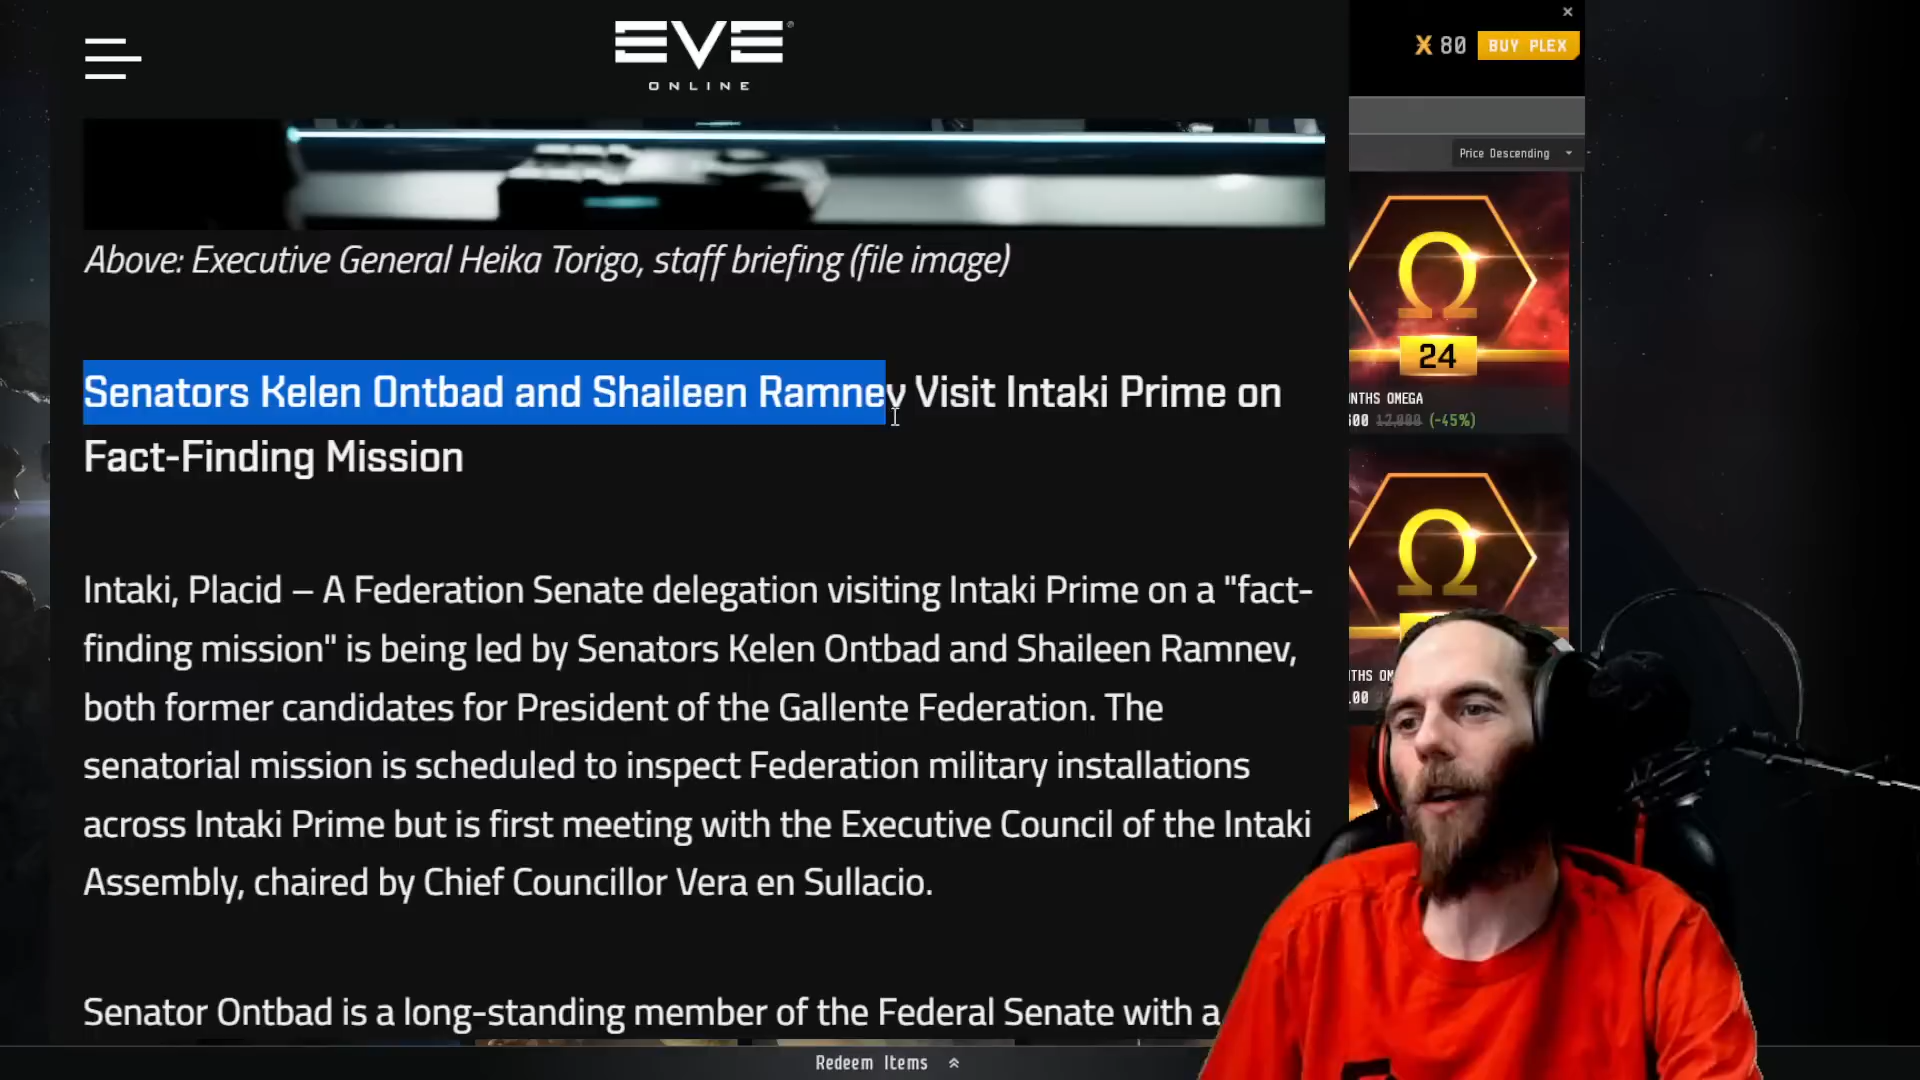 EVE
ONLINE
80
BUY PLEX
Price Descending
Above: Executive General Heika Torigo, staff briefing (file image)
Senators Kelen Ontbad and Shaileen Ramnev Visit Intaki Prime on
Fact-Finding Mission
Ω
24
NTHS OMEGA
(-45%)
Ω
Intaki, Placid – A Federation Senate delegation visiting Intaki Prime on a "fact-
finding mission" is being led by Senators Kelen Ontbad and Shaileen Ramnev,
both former candidates for President of the Gallente Federation. The
senatorial mission is scheduled to inspect Federation military installations
across Intaki Prime but is first meeting with the Executive Council of the Intaki
Assembly, chaired by Chief Councillor Vera en Sullacio.
Senator Ontbad is a long-standing member of the Federal Senate with a
Redeem Items